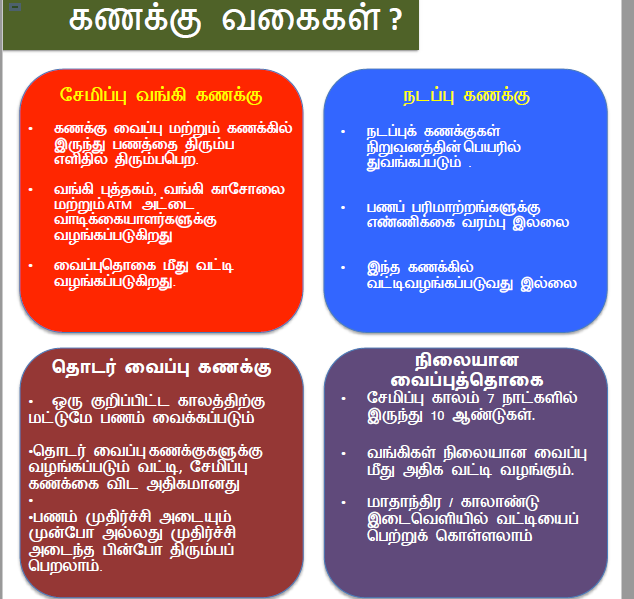 கணக்கு வகைகள் ?
சேமிப்பு வங்கி கணக்கு
• கணக்கு வைப்பு மற்றும் கணக்கில்
இருந்து பணத்தை திரும்ப
எளிதில் திரும்பபெற.
• வங்கி புத்தகம், வங்கி காசோலை
மற்றும் ATM அட்டை
வாடிக்கையாளர்களுக்கு
வழங்கப்படுகிறது
• வைப்புதொகை மீது வட்டி
வழங்கப்படுகிறது.
நடப்பு கணக்கு
• நடப்புக் கணக்குகள்
நிறுவனத்தின் பெயரில்
துவங்கப்படும் .
• பணப் பரிமாற்றங்களுக்கு
எண்ணிக்கை வரம்பு இல்லை
• இந்த கணக்கில்
வட்டிவழங்கப்படுவது இல்லை
தொடர் வைப்பு கணக்கு
• ஒரு குறிப்பிட்ட காலத்திற்கு
மட்டுமே பணம் வைக்கப்படும்
•தொடர் வைப்பு கணக்குகளுக்கு
வழங்கப்படும் வட்டி, சேமிப்பு
கணக்கை விட அதிகமானது
•
•பணம் முதிர்ச்சி அடையும்
முன்போ அல்லது முதிர்ச்சி
அடைந்த பின்போ திரும்பப்
பெறலாம்.
நிலையான
வைப்புத்தொகை
• சேமிப்பு காலம் 7 நாட்களில்
இருந்து 10 ஆண்டுகள்.
• வங்கிகள் நிலையான வைப்பு
மீது அதிக வட்டி வழங்கும்.
• மாதாந்திர / காலாண்டு
இடைவெளியில் வட்டியைப்
பெற்றுக் கொள்ளலாம்